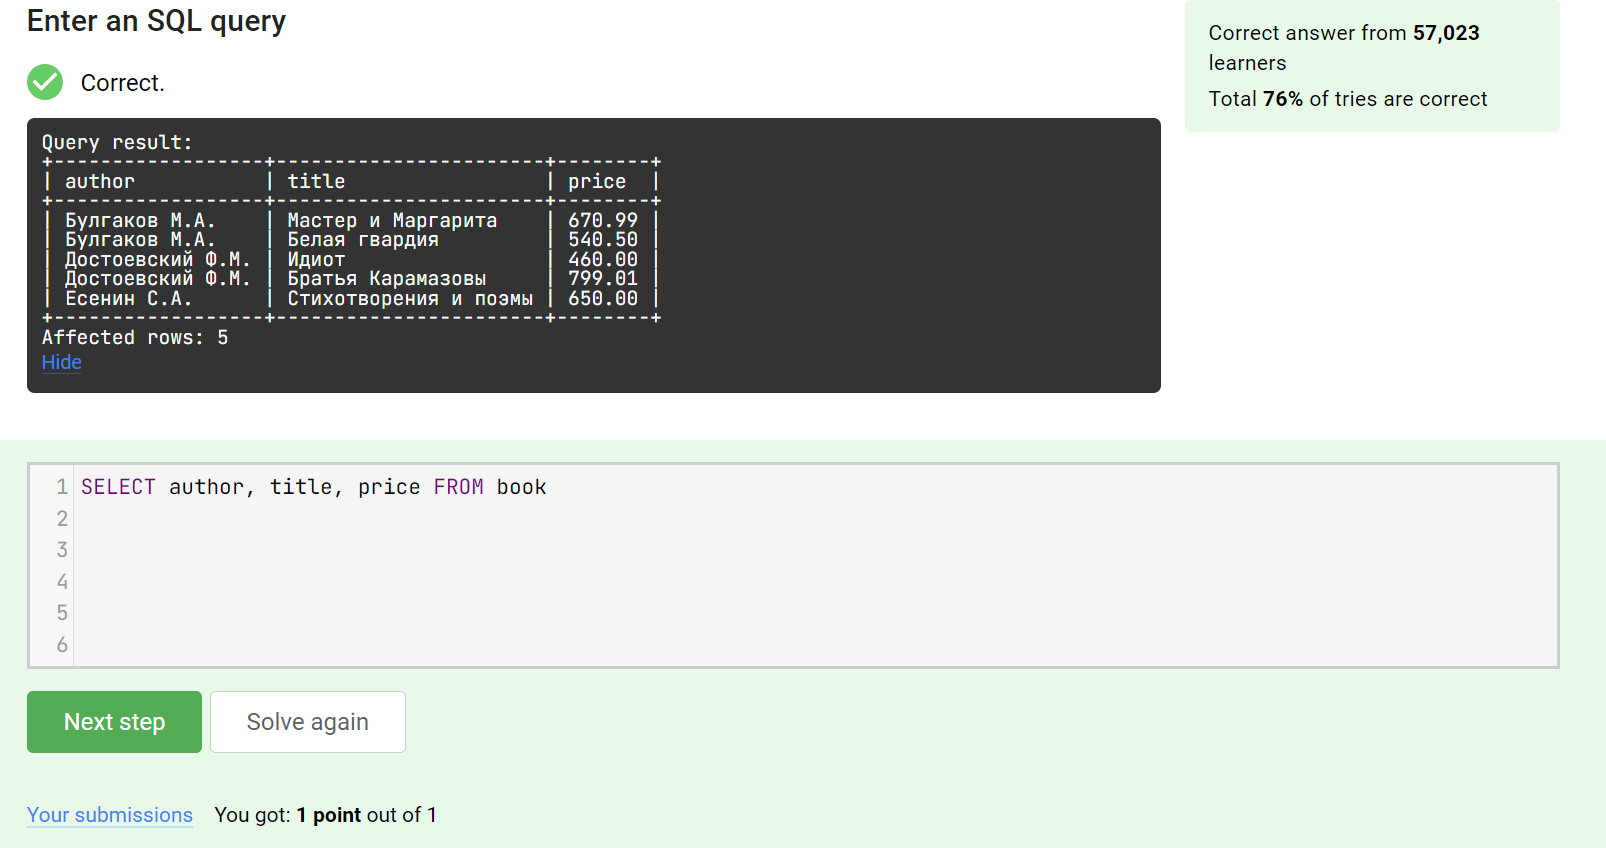 Enter an SQL query
Correct.
Correct answer from 57,023
learners
Total 76% of tries are correct
Query result:
+------------------+-----------------------+--------+
| author           | title                 | price  |
+------------------+-----------------------+--------+
| Булгаков М.А.    | Мастер и Маргарита    | 670.99 |
| Булгаков М.А.    | Белая гвардия         | 540.50 |
| Достоевский Ф.М. | Идиот                 | 460.00 |
| Достоевский Ф.М. | Братья Карамазовы     | 799.01 |
| Есенин С.А.      | Стихотворения и поэмы | 650.00 |
+------------------+-----------------------+--------+
Affected rows: 5
Hide
1 SELECT author, title, price FROM book
2
3
4
5
6
Next step Solve again
Your submissions You got: 1 point out of 1